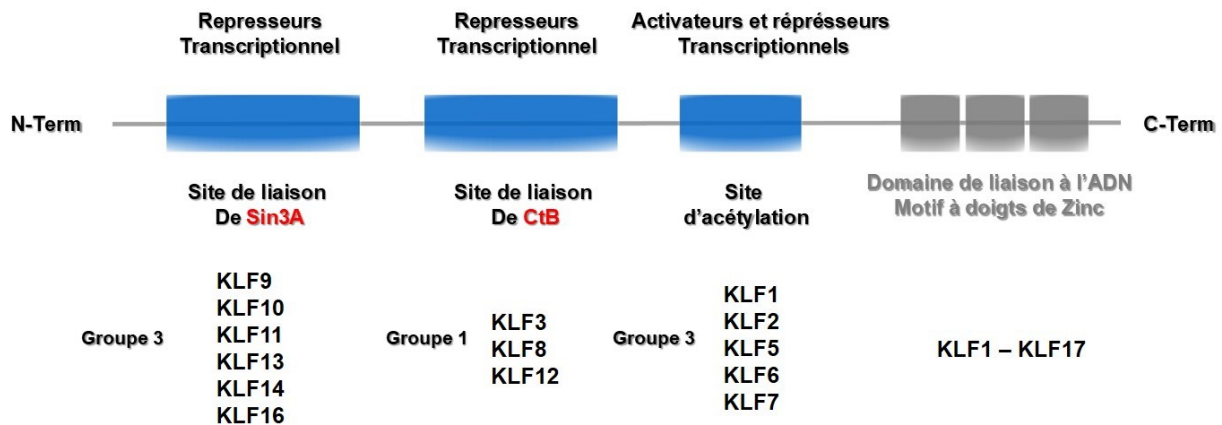 Represseurs
Transcriptionnel
Represseurs
Transcriptionnel
Activateurs et réprésseurs
Transcriptionnels
N-Term
C-Term
Site de liaison
De Sin3A
Site de liaison
De CtB
Site
d'acétylation
Domaine de liaison à l'ADN
Motif à doigts de Zinc
Groupe 3
KLF9
KLF10
KLF11
KLF13
KLF14
KLF16
Groupe 1
KLF3
KLF8
KLF12
Groupe 3
KLF1
KLF2
KLF5
KLF6
KLF7
KLF1 – KLF17